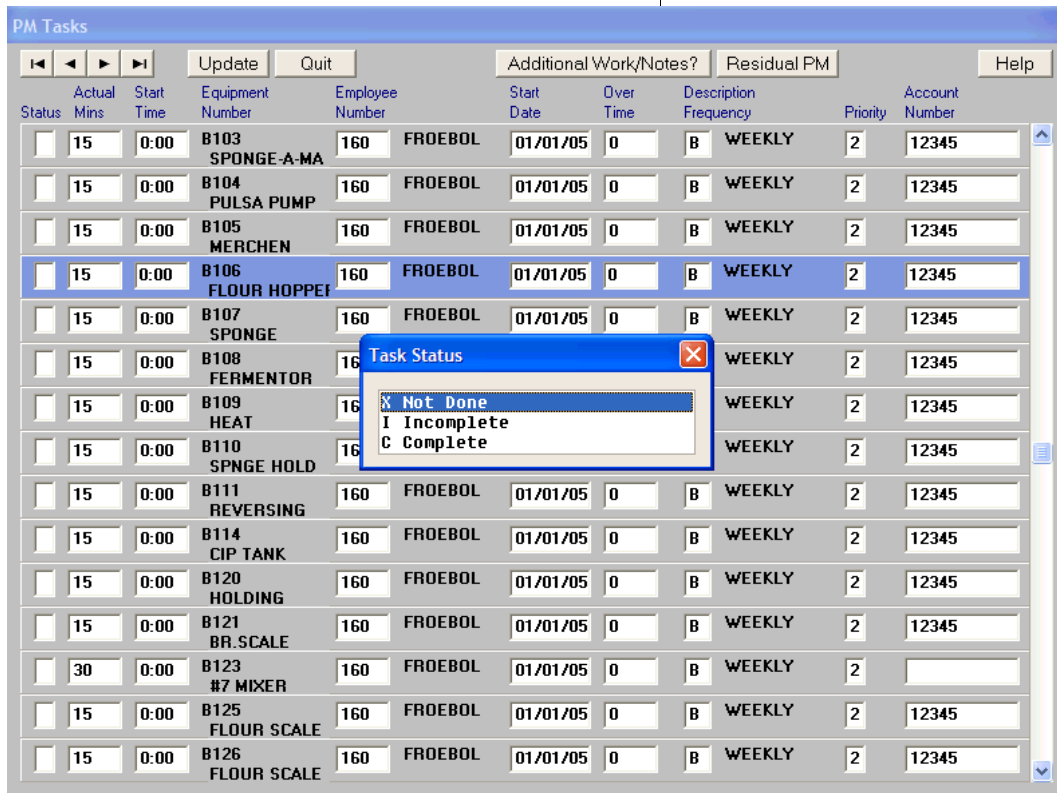 PM Tasks
Update Quit Additional Work/Notes? Residual PM Help
Actual Start Equipment Employee Start Over Description Account
Status Mins Time Number Number Date Time Frequency Priority Number
15 0:00 B103 160 FROEBOL 01/01/05 0 B WEEKLY 2 12345
SPONGE-A-MA
15 0:00 B104 160 FROEBOL 01/01/05 0 B WEEKLY 2 12345
PULSA PUMP
15 0:00 B105 160 FROEBOL 01/01/05 0 B WEEKLY 2 12345
MERCHEN
15 0:00 B106 160 FROEBOL 01/01/05 0 B WEEKLY 2 12345
FLOUR HOPPER
15 0:00 B107 160 FROEBOL 01/01/05 0 B WEEKLY 2 12345
SPONGE
15 0:00 B108 16 WEEKLY 2 12345
FERMENTOR
15 0:00 B109 16 WEEKLY 2 12345
HEAT
15 0:00 B110 16 WEEKLY 2 12345
SPNGE HOLD
Task Status
X Not Done
I Incomplete
C Complete
15 0:00 B111 160 FROEBOL 01/01/05 0 B WEEKLY 2 12345
REVERSING
15 0:00 B114 160 FROEBOL 01/01/05 0 B WEEKLY 2 12345
CIP TANK
15 0:00 B120 160 FROEBOL 01/01/05 0 B WEEKLY 2 12345
HOLDING
15 0:00 B121 160 FROEBOL 01/01/05 0 B WEEKLY 2 12345
BR.SCALE
30 0:00 B123 160 FROEBOL 01/01/05 0 B WEEKLY 2
#7 MIXER
15 0:00 B125 160 FROEBOL 01/01/05 0 B WEEKLY 2 12345
FLOUR SCALE
15 0:00 B126 160 FROEBOL 01/01/05 0 B WEEKLY 2 12345
FLOUR SCALE